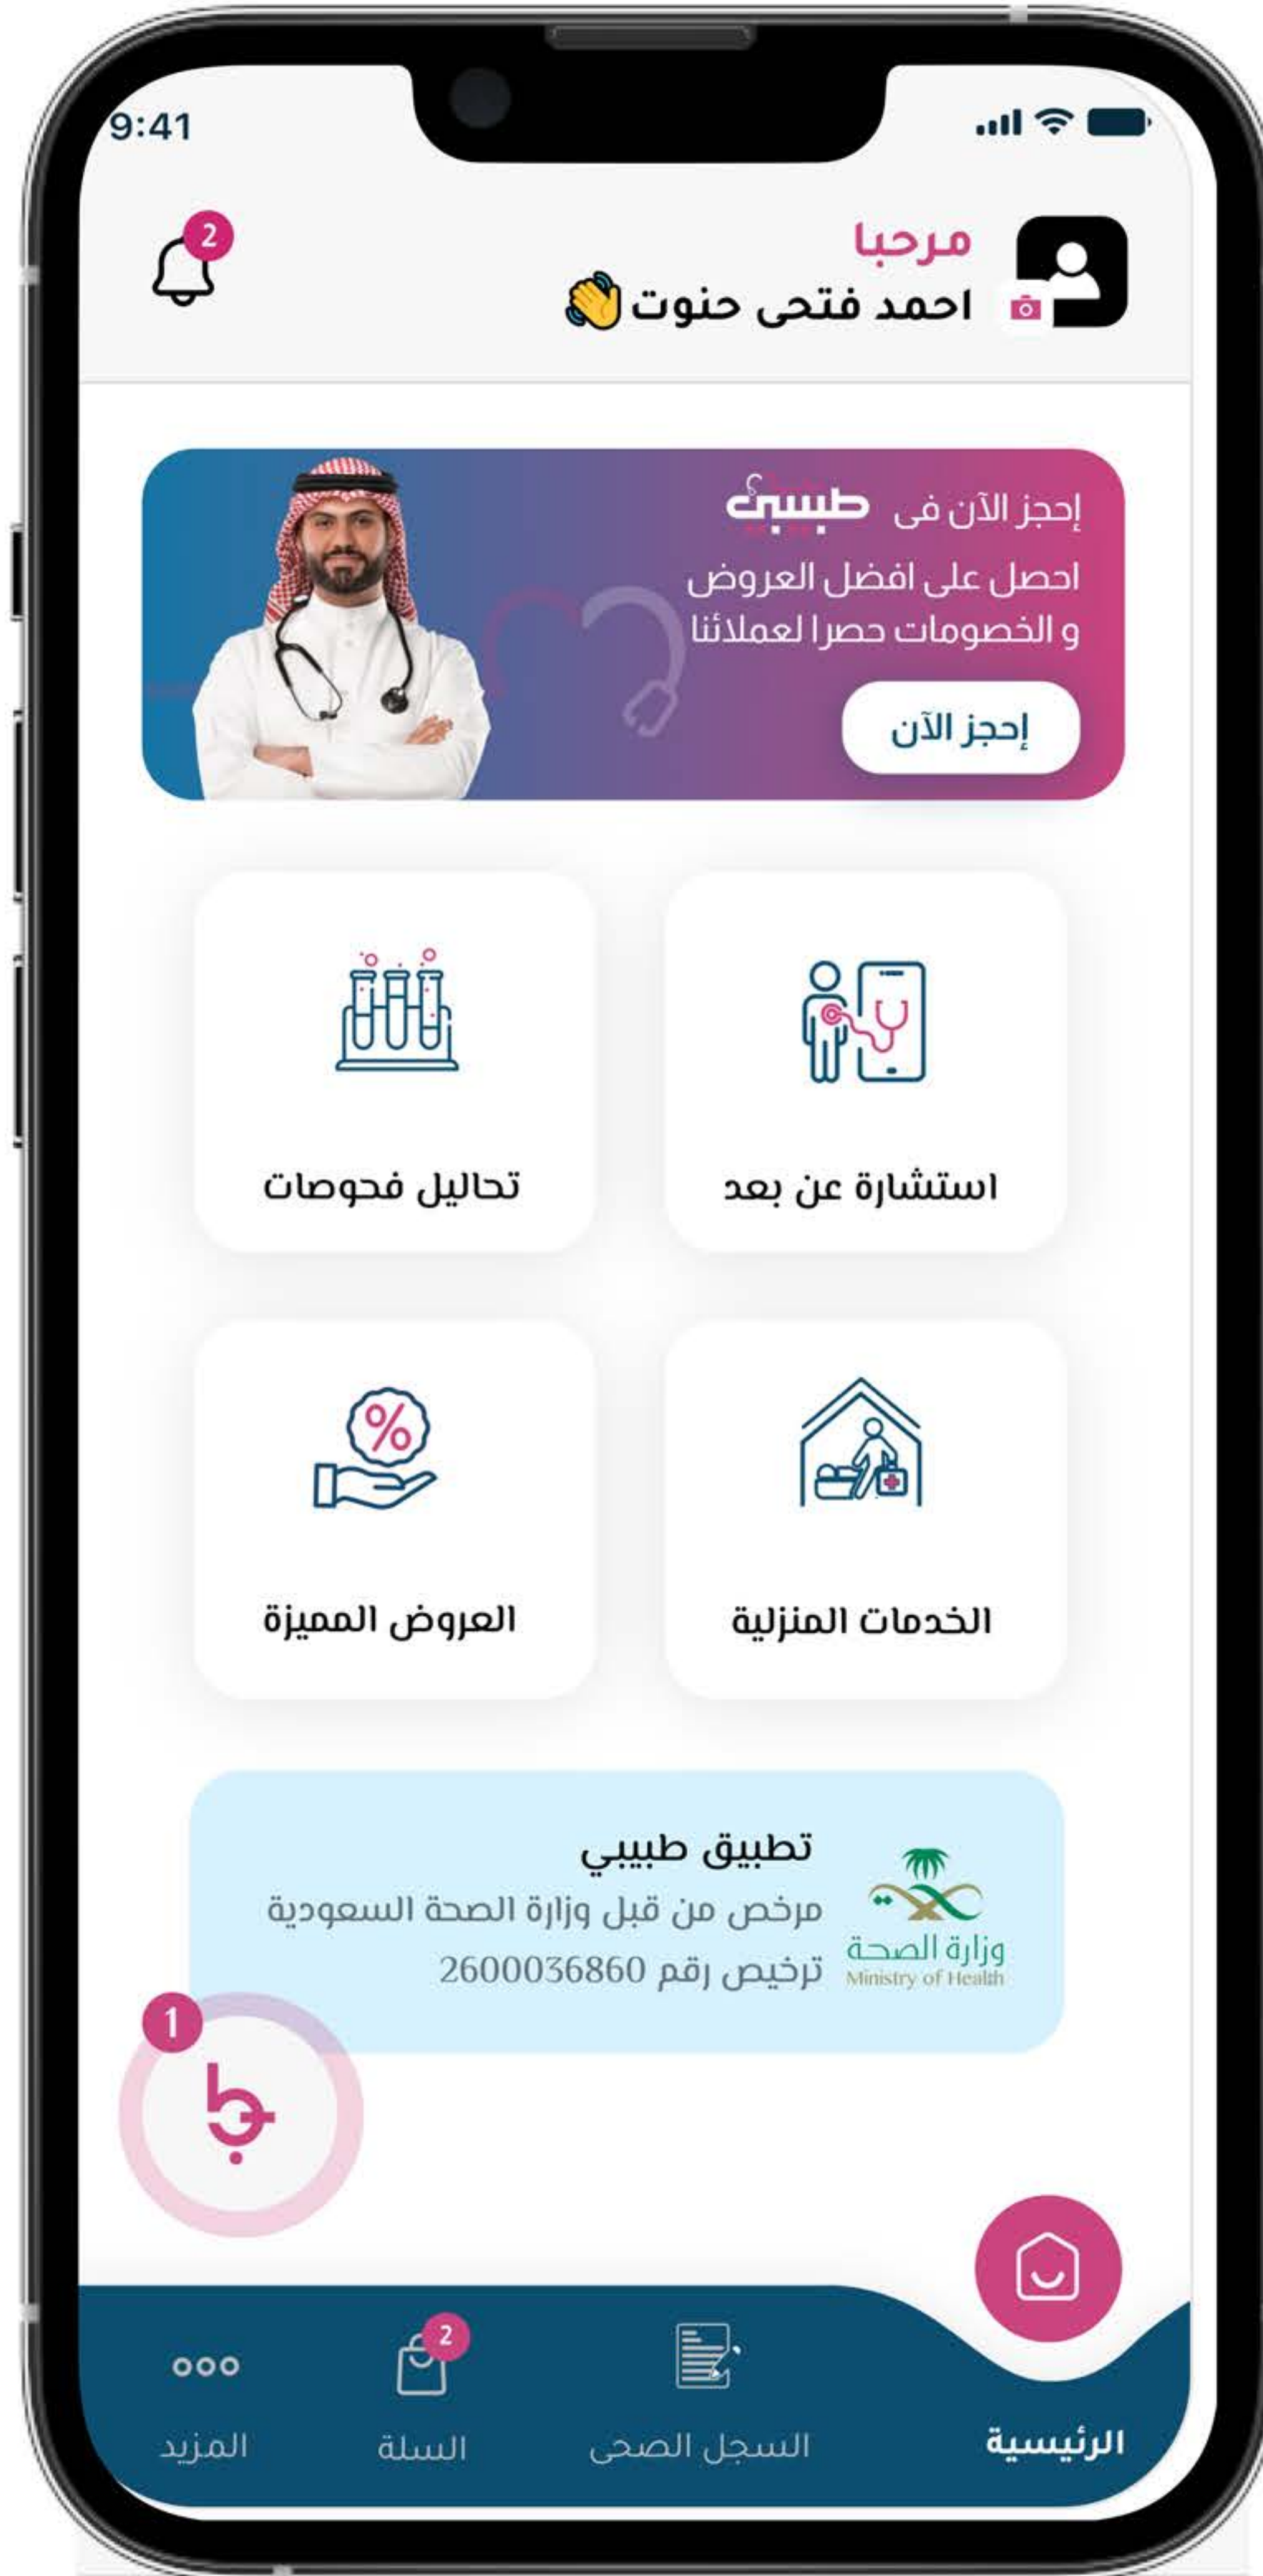 9:41
2
مرحبا
احمد فتحى حنوت
إحجز الآن فى طبيبي
احصل على افضل العروض
و الخصومات حصرا لعملائنا
إحجز الآن
استشارة عن بعد
تحاليل فحوصات
الخدمات المنزلية
العروض المميزة
تطبيق طبيبي
مرخص من قبل وزارة الصحة السعودية
ترخيص رقم 2600036860
وزارة الصحة
Ministry of Health
1
2
الرئيسية
السجل الصحى
السلة
المزيد